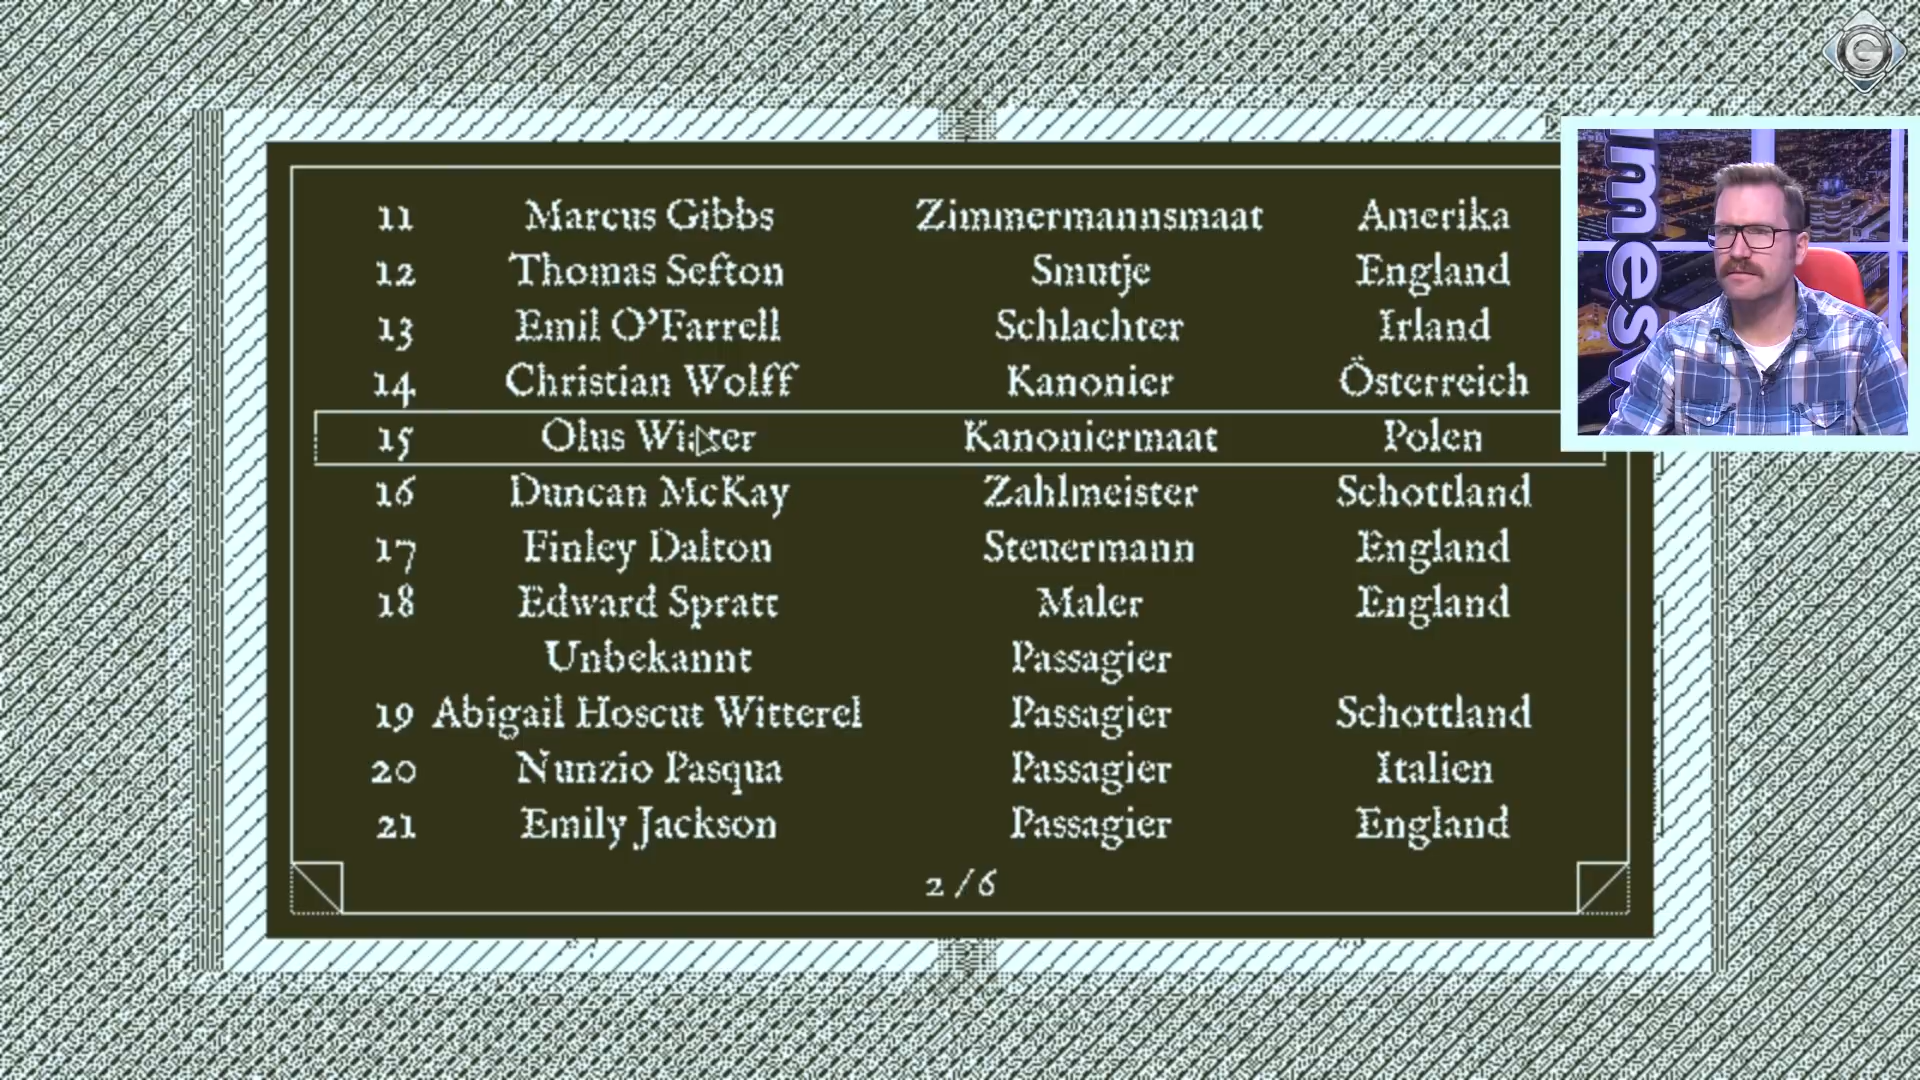 11 Marcus Gibbs Zimmermannsmaat Amerika
12 Thomas Sefton Smutje England
13 Emil O'Farrell Schlachter Irland
14 Christian Wolff Kanonier Österreich
15 Olus Wiater Kanoniermaat Polen
16 Duncan McKay Zahlmeister Schottland
17 Finley Dalton Steuermann England
18 Edward Spratt Maler England
Unbekannt Passagier
19 Abigail Hoscut Witterel Passagier Schottland
20 Nunzio Pasqua Passagier Italien
21 Emily Jackson Passagier England
2 / 6